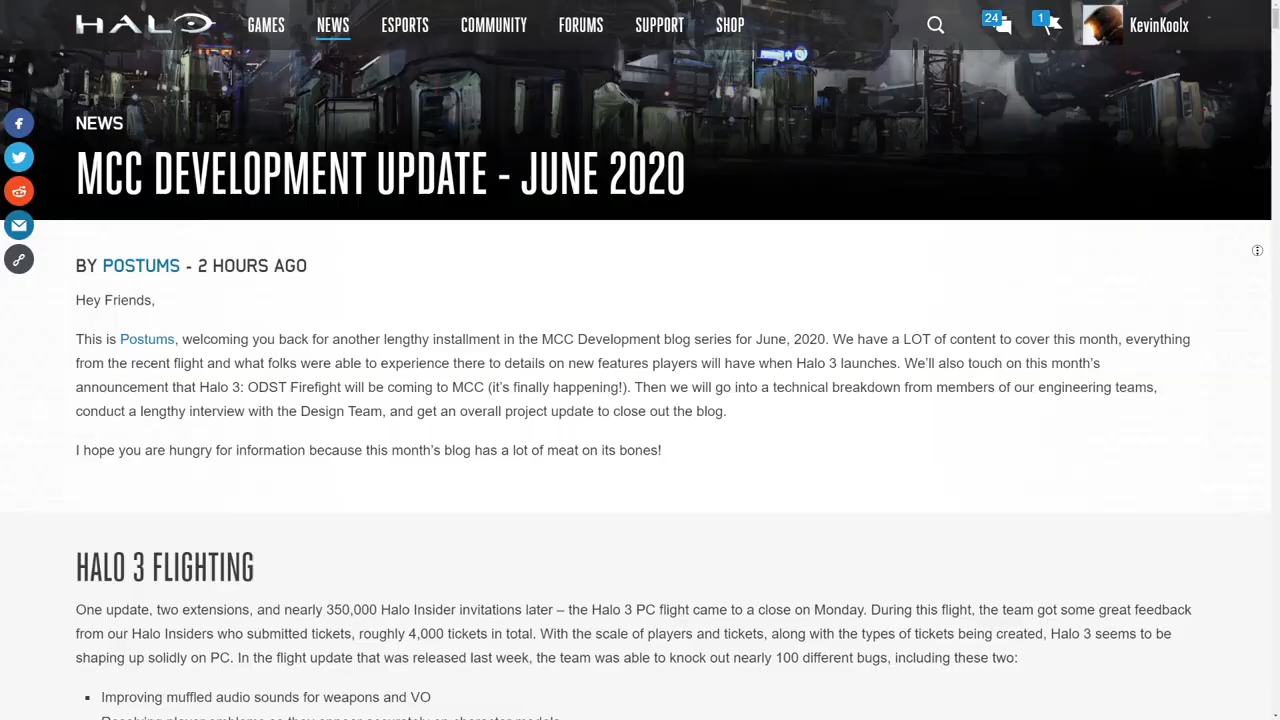 HALO GAMES NEWS ESPORTS COMMUNITY FORUMS SUPPORT SHOP 24 1 KevinKoolx
NEWS
MCC DEVELOPMENT UPDATE - JUNE 2020
BY POSTUMS - 2 HOURS AGO
Hey Friends,
This is Postums, welcoming you back for another lengthy installment in the MCC Development blog series for June, 2020. We have a LOT of content to cover this month, everything
from the recent flight and what folks were able to experience there to details on new features players will have when Halo 3 launches. We’ll also touch on this month’s
announcement that Halo 3: ODST Firefight will be coming to MCC (it’s finally happening!). Then we will go into a technical breakdown from members of our engineering teams,
conduct a lengthy interview with the Design Team, and get an overall project update to close out the blog.
I hope you are hungry for information because this month’s blog has a lot of meat on its bones!
HALO 3 FLIGHTING
One update, two extensions, and nearly 350,000 Halo Insider invitations later – the Halo 3 PC flight came to a close on Monday. During this flight, the team got some great feedback
from our Halo Insiders who submitted tickets, roughly 4,000 tickets in total. With the scale of players and tickets, along with the types of tickets being created, Halo 3 seems to be
shaping up solidly on PC. In the flight update that was released last week, the team was able to knock out nearly 100 different bugs, including these two:
▪ Improving muffled audio sounds for weapons and VO
Resolving player emblems so they appear accurately on character models